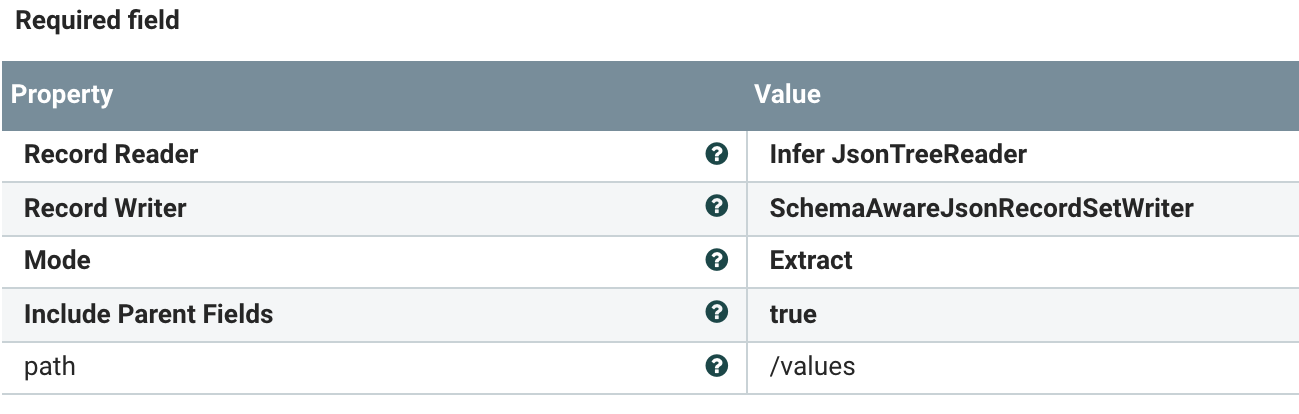 Required field
Property Value
Record Reader ? Infer JsonTreeReader
Record Writer ? SchemaAwareJsonRecordSetWriter
Mode ? Extract
Include Parent Fields ? true
path ? /values